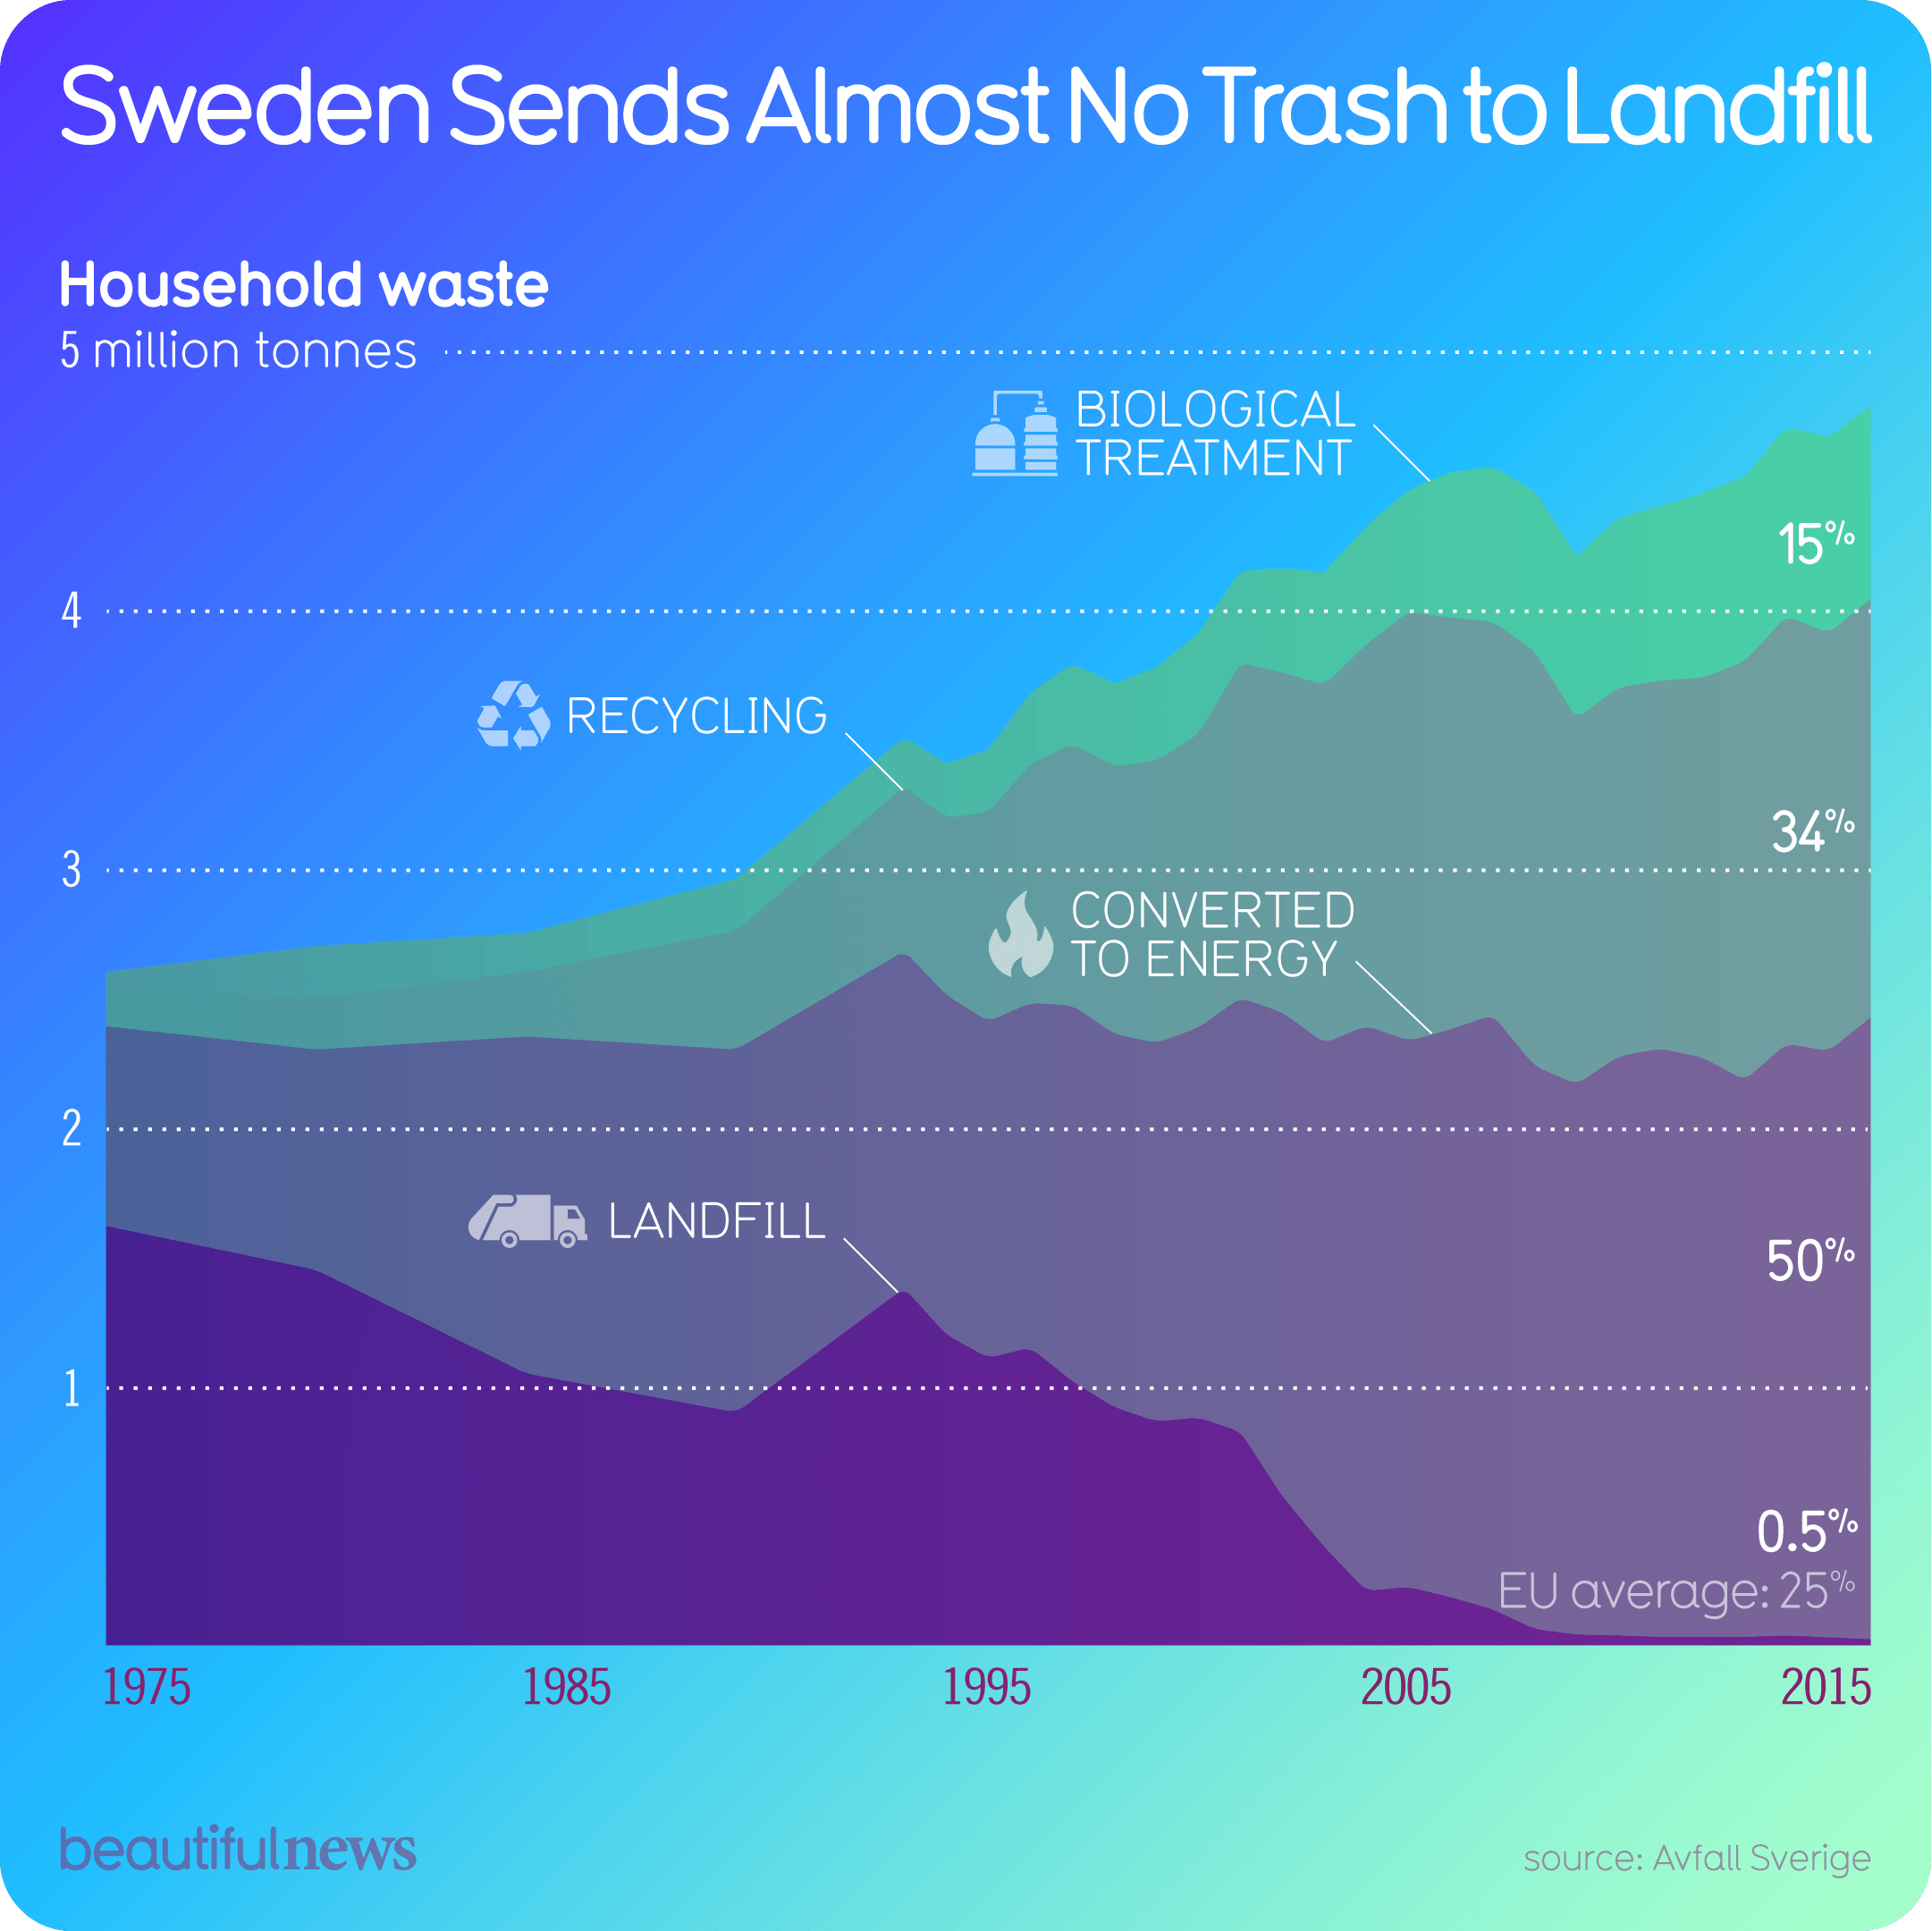 Sweden Sends Almost No Trash to Landfill
Household waste
5 million tonnes
BIOLOGICAL
TREATMENT
15%
4
RECYCLING
34%
3
CONVERTED
TO ENERGY
2
LANDFILL
50%
1
0.5%
EU average: 25%
1975 1985 1995 2005 2015
beautifulnews
source: Avfall Sverige